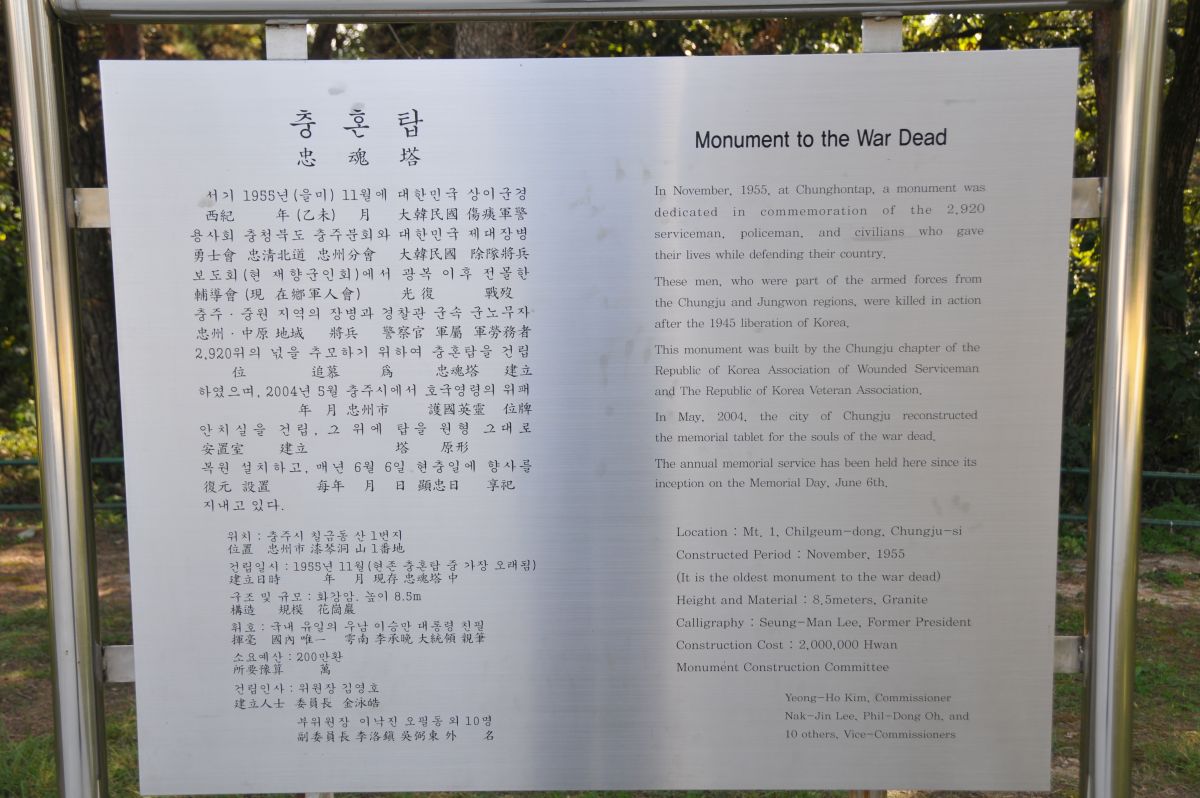 충 혼 탑
忠 魂 塔
서기 1955년(을미) 11월에 대한민국 상이군경
西紀 年(乙未) 月 大韓民國 傷痍軍警
용사회 충청북도 충주분회와 대한민국 제대장병
勇士會 忠清北道 忠州分會 大韓民國 除隊將兵
보도회(현 재향군인회)에서 광복 이후 전몰한
輔導會(現 在鄕軍人會) 光復 戰歿
충주·중원 지역의 장병과 경찰관 군속 군노무자
忠州·中原 地域 將兵 警察官 軍屬 軍勞務者
2,920위의 넋을 추모하기 위하여 충혼탑을 건립
位 追慕 爲 忠魂塔 建立
하였으며, 2004년 5월 충주시에서 호국영령의 위패
年 月 忠州市 護國英靈 位牌
안치실을 건립, 그 위에 탑을 원형 그대로
安置室 建立 塔 原形
복원 설치하고, 매년 6월 6일 현충일에 향사를
復元 設置 每年 月 日 顯忠日 享祀
지내고 있다.
위치 : 충주시 칠금동 산 1번지
位置 忠州市 漆琴洞 山 1番地
건립일시 : 1955년 11월(현존 충혼탑 중 가장 오래됨)
建立日時 年 月 現存 忠魂塔 中
구조 및 규모 : 화강암. 높이 8.5m
構造 規模 花崗巖
휘호 : 국내 유일의 우남 이승만 대통령 친필
揮毫 國內 唯一 雩南 李承晩 大統領 親筆
소요예산 : 200만환
所要豫算 萬
건립인사 : 위원장 김영호
建立人士 委員長 金泳皓
부위원장 이낙진 오필동 외 10명
副委員長 李洛鎭 吳弼東 外 名
Monument to the War Dead
In November, 1955, at Chunghontap, a monument was
dedicated in commemoration of the 2,920
serviceman, policeman, and civilians who gave
their lives while defending their country.
These men, who were part of the armed forces from
the Chungju and Jungwon regions, were killed in action
after the 1945 liberation of Korea.
This monument was built by the Chungju chapter of the
Republic of Korea Association of Wounded Serviceman
and The Republic of Korea Veteran Association.
In May, 2004, the city of Chungju reconstructed
the memorial tablet for the souls of the war dead.
The annual memorial service has been held here since its
inception on the Memorial Day, June 6th.
Location : Mt. 1, Chilgeum-dong, Chungju-si
Constructed Period : November, 1955
(It is the oldest monument to the war dead)
Height and Material : 8.5meters, Granite
Calligraphy : Seung-Man Lee, Former President
Construction Cost : 2,000,000 Hwan
Monument Construction Committee
Yeong-Ho Kim, Commissioner
Nak-Jin Lee, Phil-Dong Oh, and
10 others, Vice-Commissioners